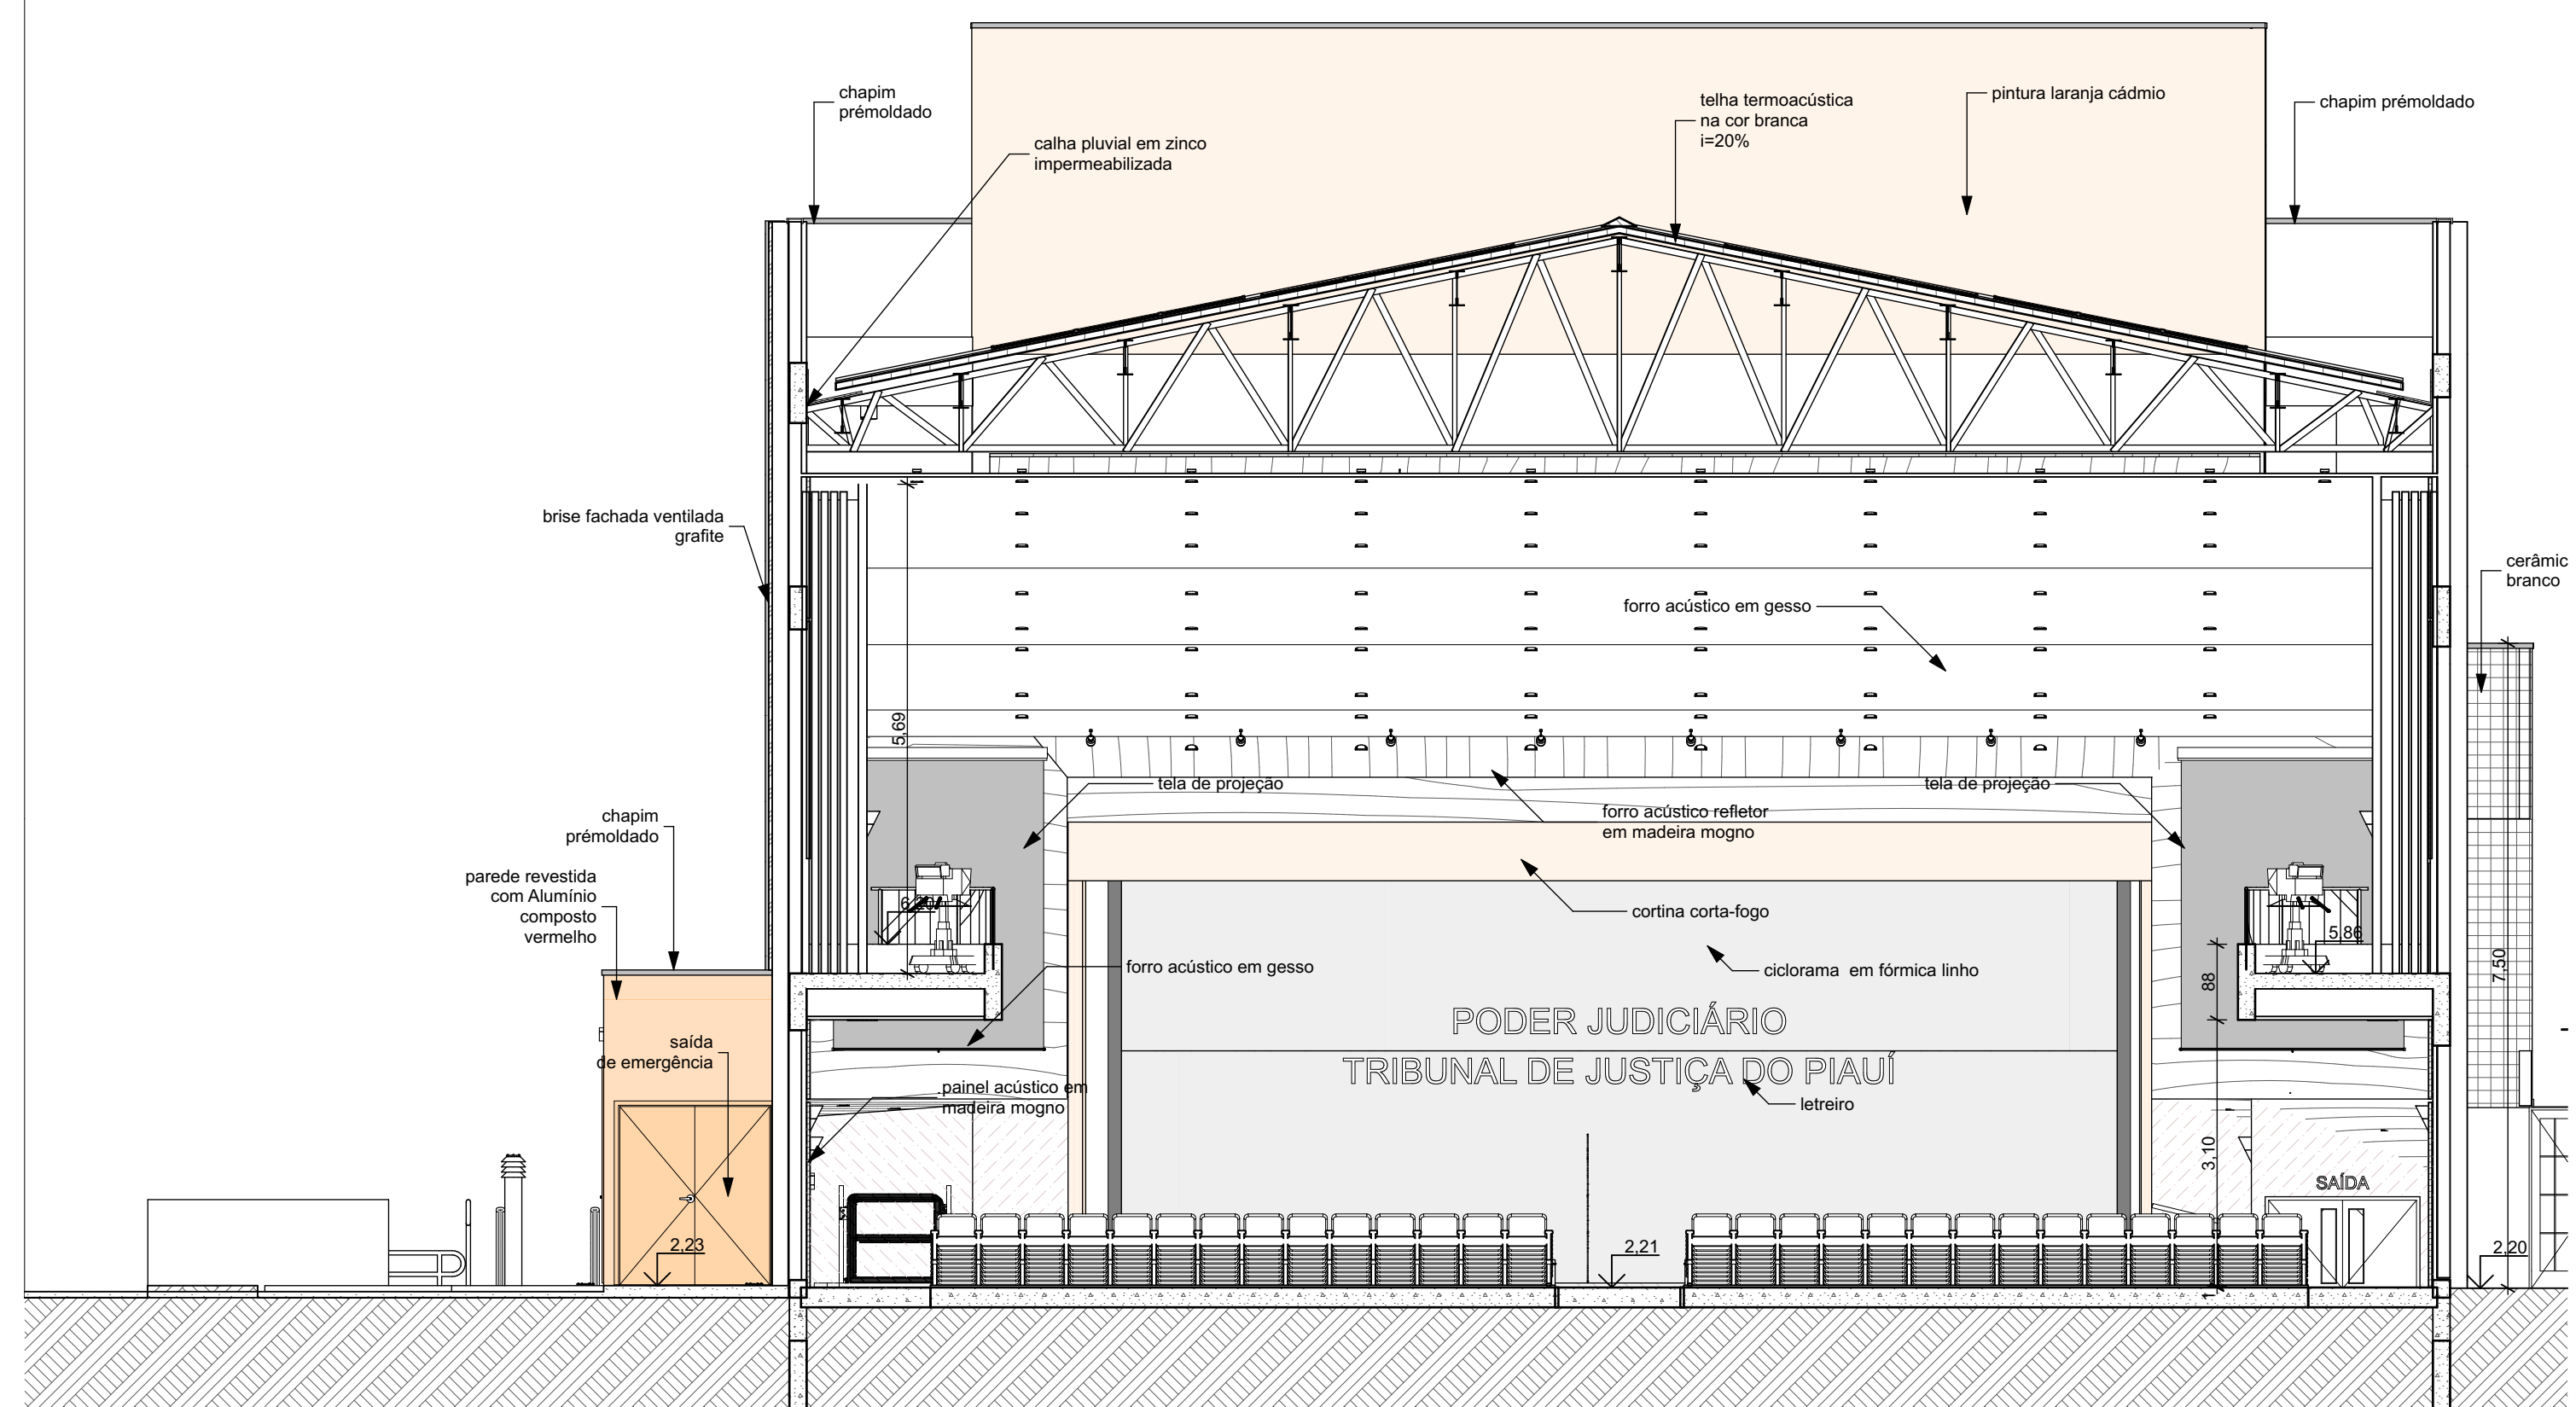 chapim
prémoldado
calha pluvial em zinco
impermeabilizada
telha termoacústica
na cor branca
i=20%
pintura laranja cádmio
chapim prémoldado
brise fachada ventilada
grafite
cerâmic
branco
forro acústico em gesso
5,69
tela de projeção
tela de projeção
forro acústico refletor
em madeira mogno
chapim
prémoldado
parede revestida
com Alumínio
composto
vermelho
cortina corta-fogo
5,86
forro acústico em gesso
ciclorama em fórmica linho
88
7,50
PODER JUDICIÁRIO
saída
de emergência
TRIBUNAL DE JUSTIÇA DO PIAUÍ
painel acústico em
madeira mogno
letreiro
3,10
SAÍDA
2,23
2,21
2,20
1